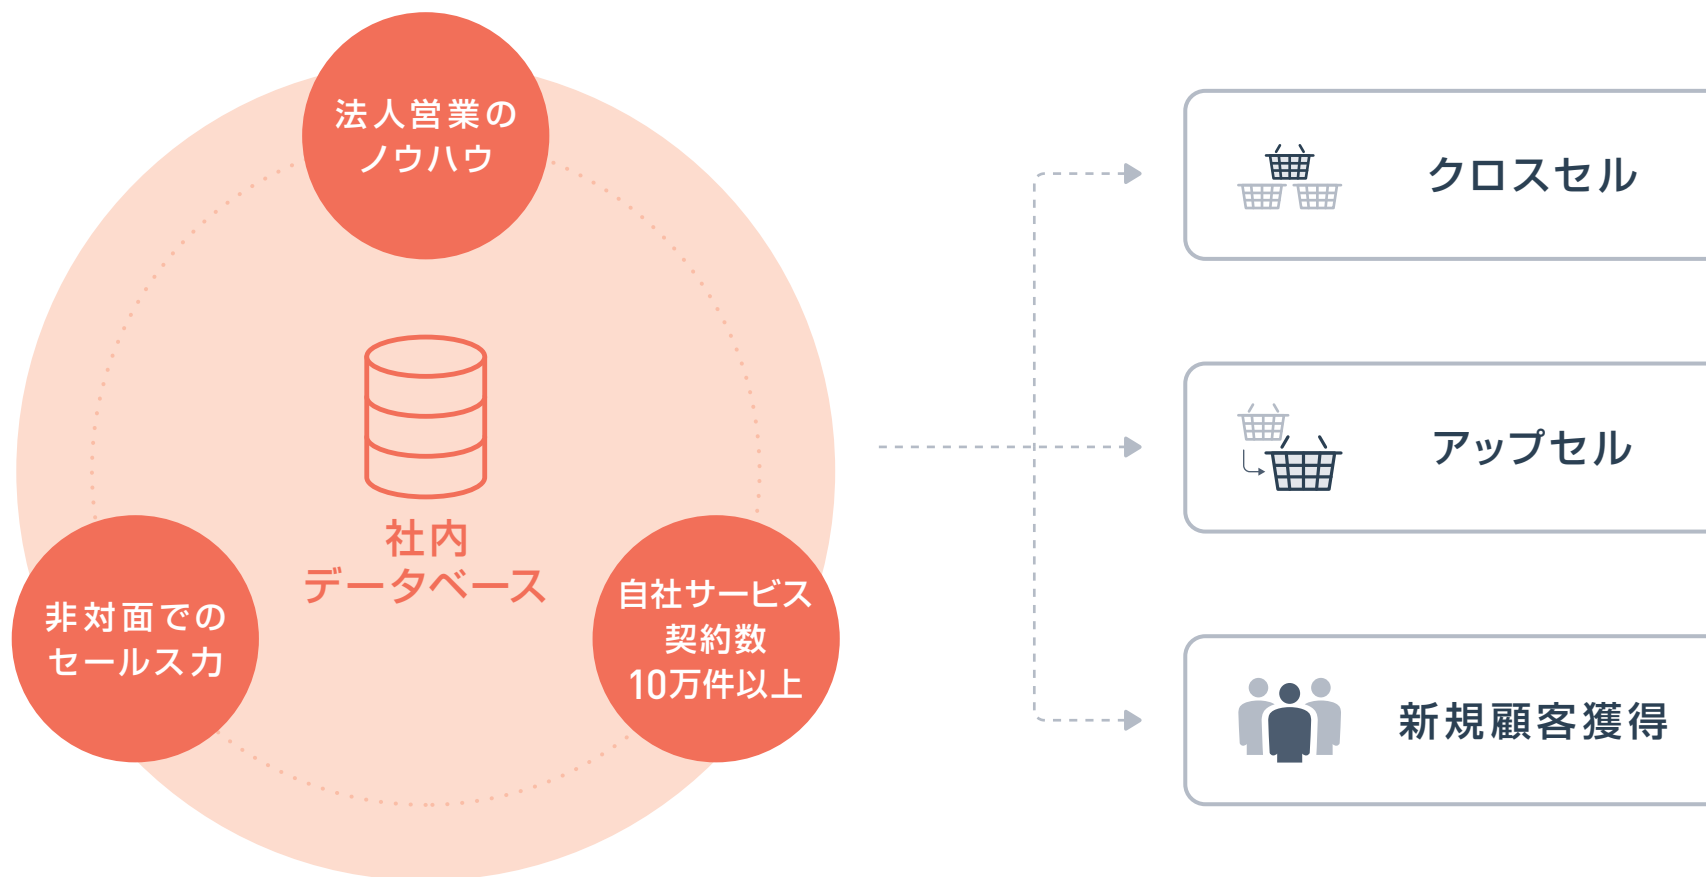 法人営業の
ノウハウ
社内
データベース
非対面での
セールス力
自社サービス
契約数
10万件以上
クロスセル
アップセル
新規顧客獲得